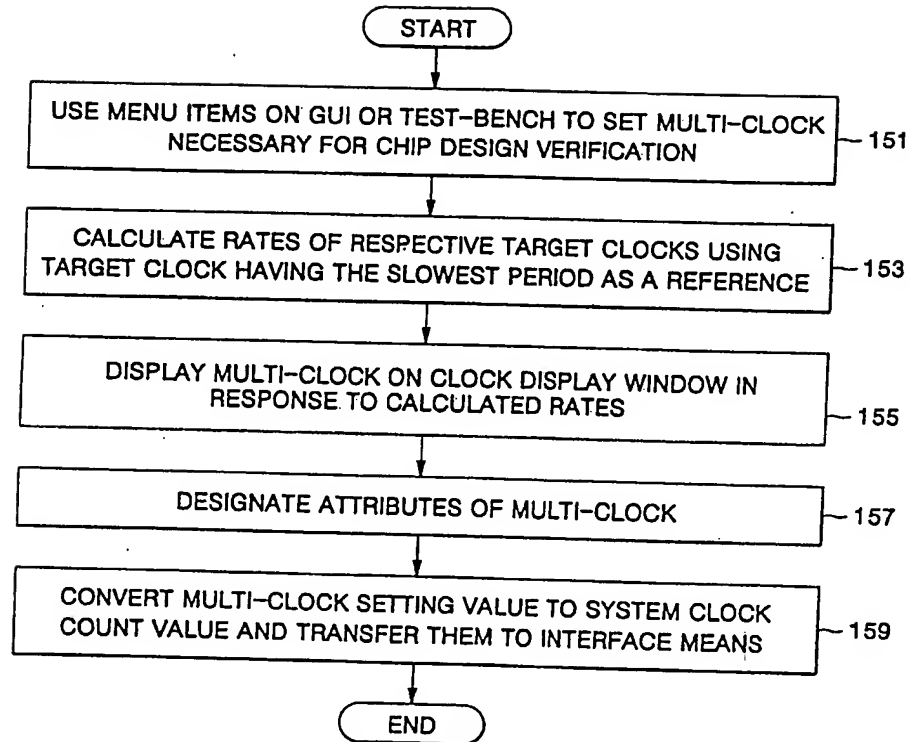 START
USE MENU ITEMS ON GUI OR TEST-BENCH TO SET MULTI-CLOCK
NECESSARY FOR CHIP DESIGN VERIFICATION
151
CALCULATE RATES OF RESPECTIVE TARGET CLOCKS USING
TARGET CLOCK HAVING THE SLOWEST PERIOD AS A REFERENCE
153
DISPLAY MULTI-CLOCK ON CLOCK DISPLAY WINDOW IN
RESPONSE TO CALCULATED RATES
155
DESIGNATE ATTRIBUTES OF MULTI-CLOCK
157
CONVERT MULTI-CLOCK SETTING VALUE TO SYSTEM CLOCK
COUNT VALUE AND TRANSFER THEM TO INTERFACE MEANS
159
END